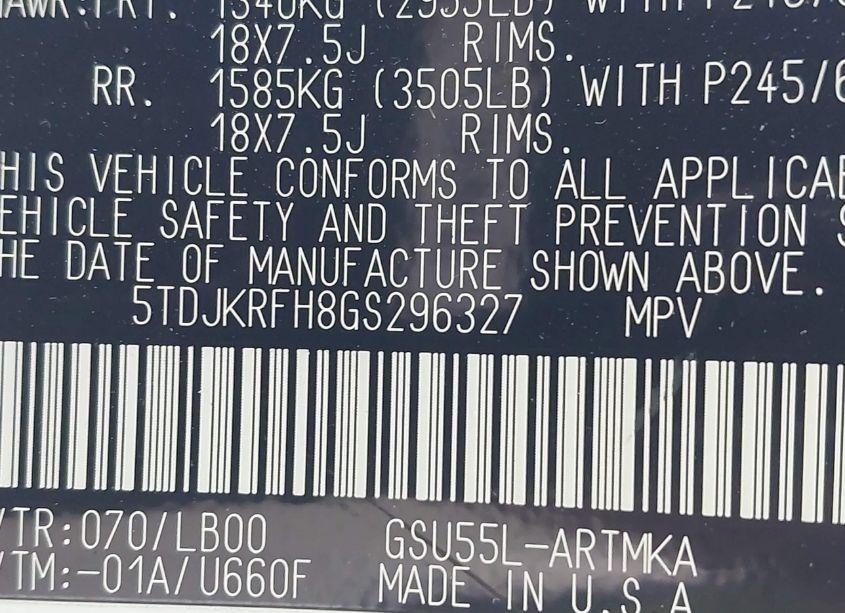 18X7.5J RIMS.
RR. 1585KG (3505LB) WITH P245/6
18X7.5J RIMS.
HIS VEHICLE CONFORMS TO ALL APPLICAB
EHICLE SAFETY AND THEFT PREVENTION S
HE DATE OF MANUFACTURE SHOWN ABOVE.
5TDJKRFH8GS296327 MPV
/TR:070/LB00 GSU55L-ARTMKA
/TM:-01A/U660F MADE IN U.S.A